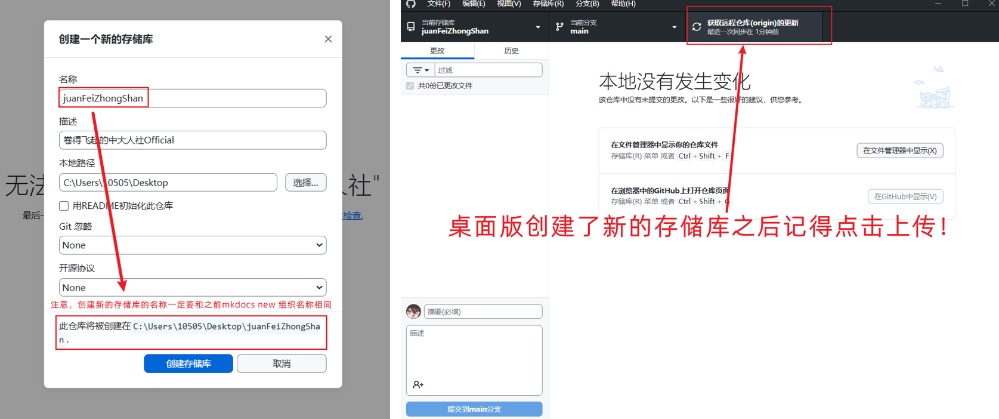 创建一个新的存储库
名称
juanFeiZhongShan
描述
卷得飞起的中大人社Official
本地路径
C:\Users\10505\Desktop
选择...
用README初始化此仓库
Git 忽略
None
开源协议
None
注意，创建新的存储库的名称一定要和之前mkdocs new 组织名称相同
此仓库将被创建在 C:\Users\10505\Desktop\juanFeiZhongSha
n.
创建存储库
取消
无法
人社"
最后一
检查.
文件(F)
编辑(E)
视图(V)
存储库(R)
分支(B)
帮助(H)
当前存储库
juanFeiZhongShan
当前分支
main
获取远程仓库(origin)的更新
最近一次同步在 1分钟前
更改
历史
过滤
共0份已更改文件
本地没有发生变化
该仓库中没有未提交的更改。以下是一些很好的建议，供您参考。
在文件管理器中显示你的仓库文件
存储库(R) 菜单 或者 Ctrl + Shift + F
在文件管理器中显示(X)
在浏览器中的GitHub上打开仓库页面
存储库(R) 菜单 或者 Ctrl + Shift + G
在GitHub中显示(V)
桌面版创建了新的存储库之后记得点击上传！
摘要(必填)
描述
提交到main分支